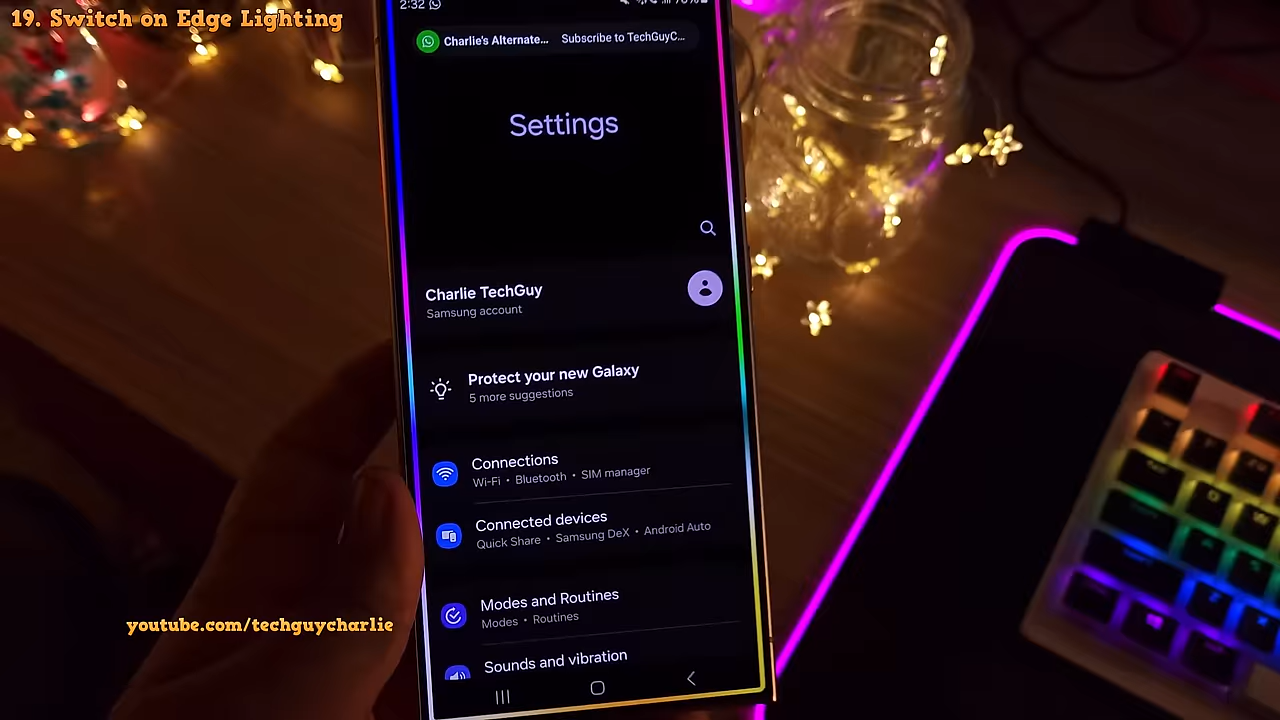 19. Switch on Edge Lighting
2:32
Charlie's Alternate... Subscribe to TechGuyC...
Settings
Charlie TechGuy
Samsung account
Protect your new Galaxy
5 more suggestions
Connections
Wi-Fi • Bluetooth • SIM manager
Connected devices
Quick Share • Samsung DeX • Android Auto
Modes and Routines
Modes • Routines
youtube.com/techguycharlie
Sounds and vibration